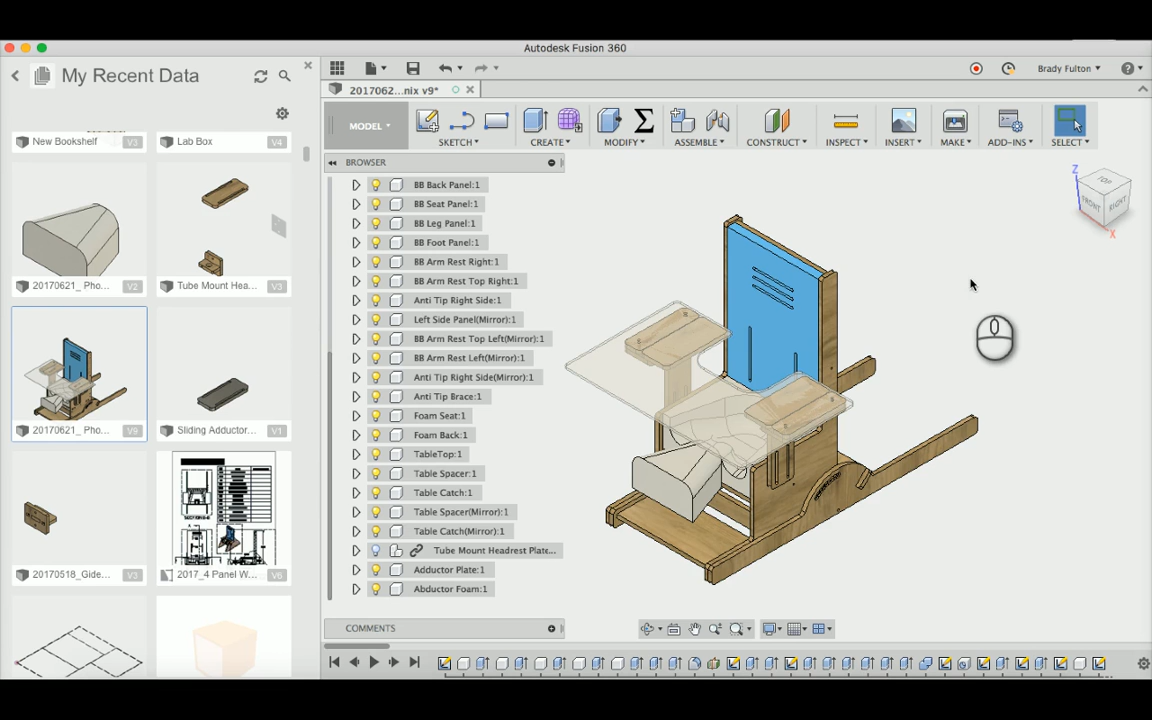 Autodesk Fusion 360
My Recent Data
Brady Fulton
2017062...nix v9*
MODEL
SKETCH
CREATE
MODIFY
ASSEMBLE
CONSTRUCT
INSPECT
INSERT
MAKE
ADD-INS
SELECT
New Bookshelf V3
Lab Box V4
20170621_ Pho... V2
Tube Mount Hea... V3
20170621_ Pho... V9
Sliding Adductor... V1
20170518_Gide... V3
2017_4 Panel W... V6
BROWSER
BB Back Panel:1
BB Seat Panel:1
BB Leg Panel:1
BB Foot Panel:1
BB Arm Rest Right:1
BB Arm Rest Top Right:1
Anti Tip Right Side:1
Left Side Panel(Mirror):1
BB Arm Rest Top Left(Mirror):1
BB Arm Rest Left(Mirror):1
Anti Tip Right Side(Mirror):1
Anti Tip Brace:1
Foam Seat:1
Foam Back:1
TableTop:1
Table Spacer:1
Table Catch:1
Table Spacer(Mirror):1
Table Catch(Mirror):1
Tube Mount Headrest Plate...
Adductor Plate:1
Abductor Foam:1
COMMENTS
Z
TOP
FRONT
RIGHT
X